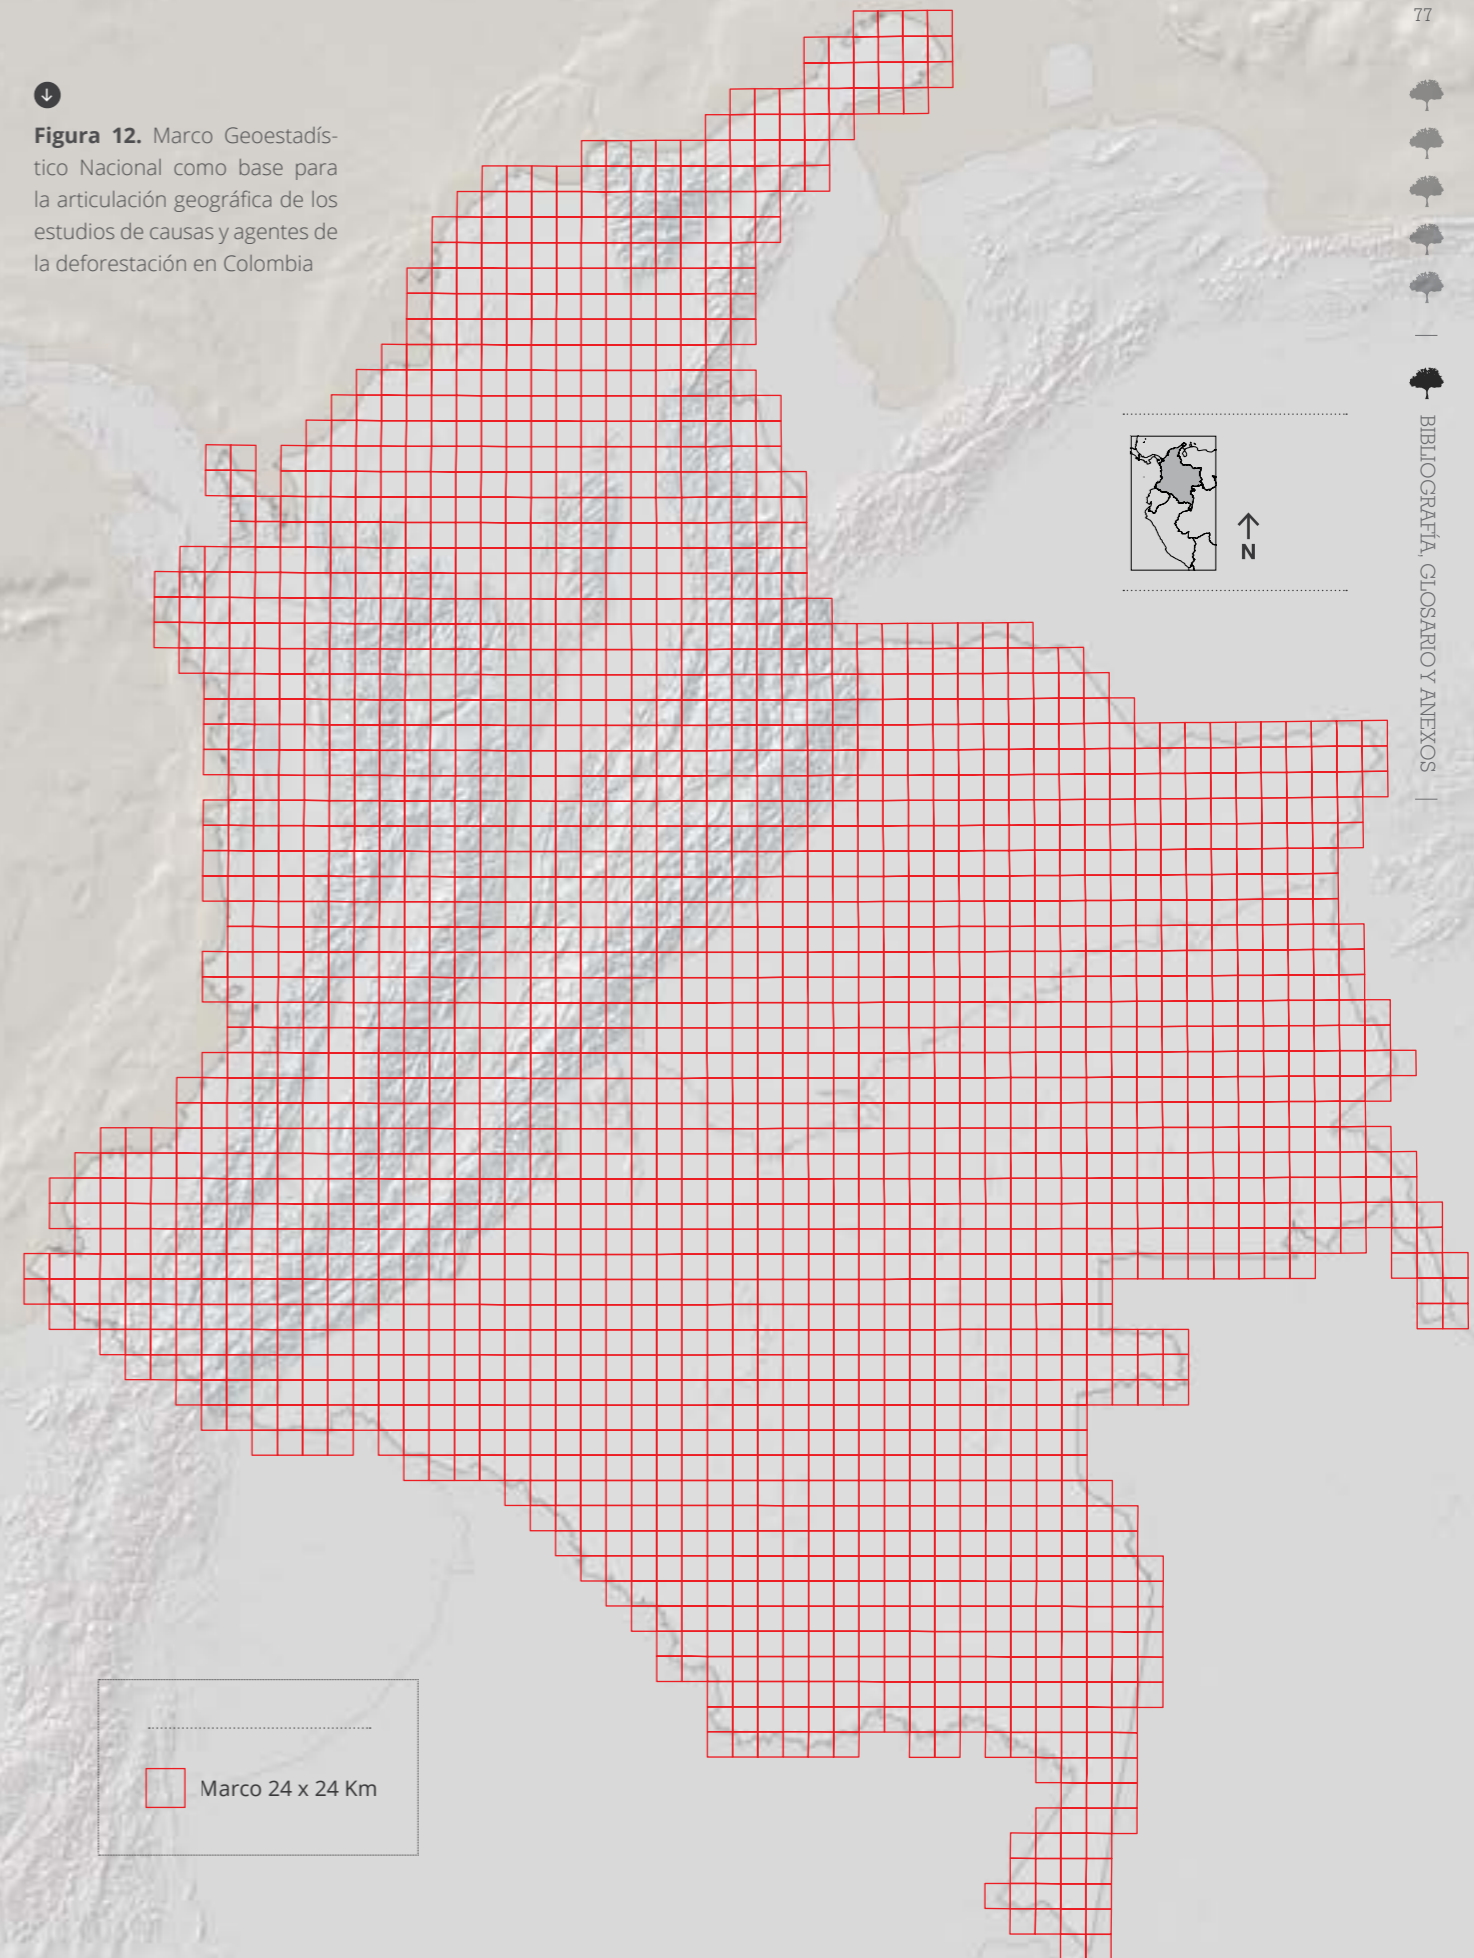 77
Figura 12. Marco Geoestadís-
tico Nacional como base para
la articulación geográfica de los
estudios de causas y agentes de
la deforestación en Colombia
N
BIBLIOGRAFÍA, GLOSARIO Y ANEXOS
Marco 24 x 24 Km